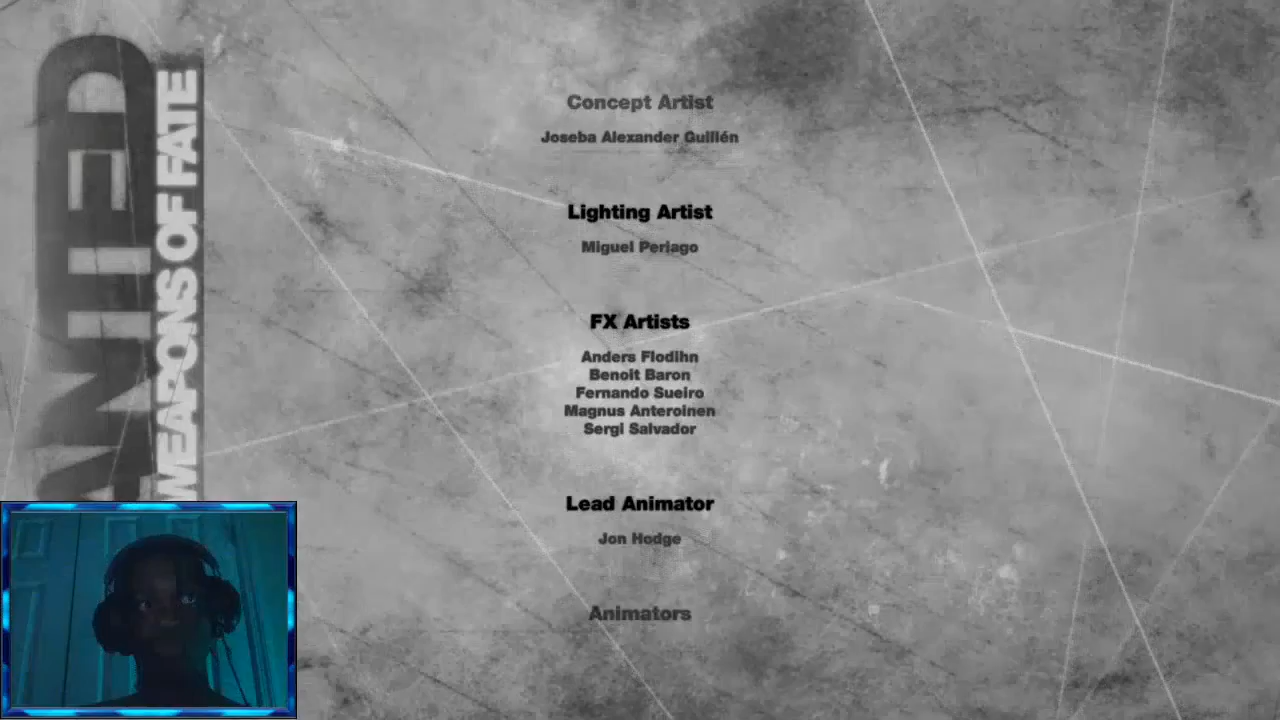 ANTED
WEAPONS OF FATE
Concept Artist
Joseba Alexander Guillén
Lighting Artist
Miguel Periago
FX Artists
Anders Flodihn
Benoit Baron
Fernando Sueiro
Magnus Anteroinen
Sergi Salvador
Lead Animator
Jon Hodge
Animators